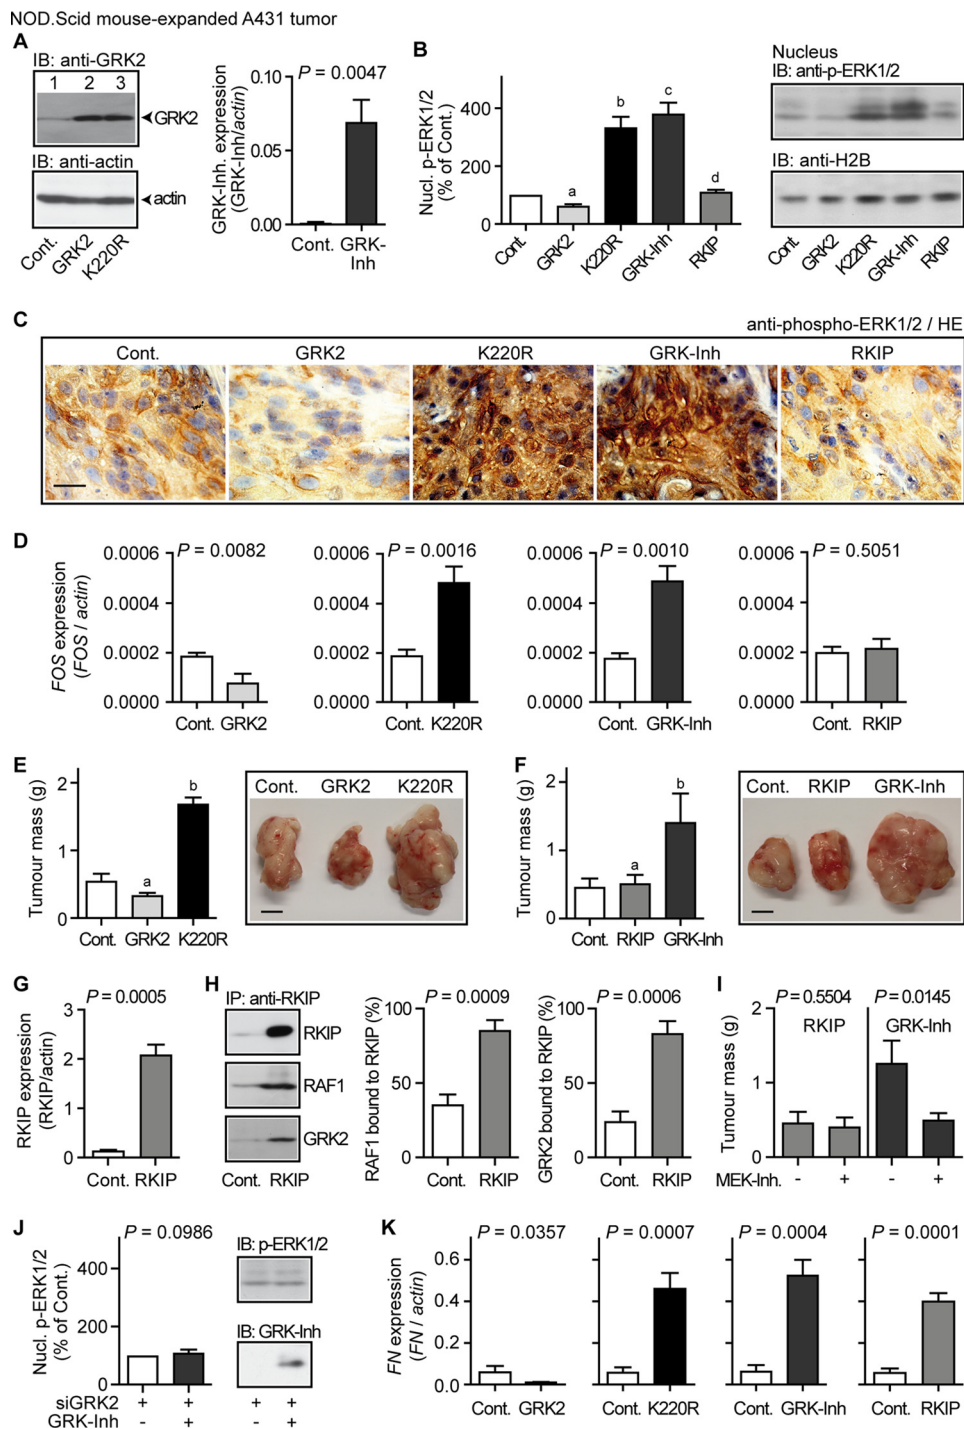 NOD.Scid mouse-expanded A431 tumor
A
IB: anti-GRK2
1 2 3
GRK2
IB: anti-actin
actin
Cont. GRK2 K220R
GRK-Inh. expression
(GRK-Inh/actin)
P = 0.0047
0.10
0.05
0.00
Cont. GRK-
Inh
B
Nucl. p-ERK1/2
(% of Cont.)
400
200
100
0
a b c d
Cont. GRK2 K220R GRK-Inh RKIP
Nucleus
IB: anti-p-ERK1/2
IB: anti-H2B
Cont. GRK2 K220R GRK-Inh RKIP
C
anti-phospho-ERK1/2 / HE
Cont. GRK2 K220R GRK-Inh RKIP
D
FOS expression
(FOS / actin)
P = 0.0082
0.0006
0.0004
0.0002
0.0000
Cont. GRK2
P = 0.0016
0.0006
0.0004
0.0002
0.0000
Cont. K220R
P = 0.0010
0.0006
0.0004
0.0002
0.0000
Cont. GRK-Inh
P = 0.5051
0.0006
0.0004
0.0002
0.0000
Cont. RKIP
E
Tumour mass (g)
2
1
0
a b
Cont. GRK2 K220R
Cont. GRK2 K220R
F
Tumour mass (g)
2
1
0
a b
Cont. RKIP GRK-Inh
Cont. RKIP GRK-Inh
G
RKIP expression
(RKIP/actin)
P = 0.0005
3
2
1
0
Cont. RKIP
H
IP: anti-RKIP
RKIP
RAF1
GRK2
Cont. RKIP
RAF1 bound to RKIP (%)
P = 0.0009
100
50
0
Cont. RKIP
GRK2 bound to RKIP (%)
P = 0.0006
100
50
0
Cont. RKIP
I
Tumour mass (g)
P = 0.5504 P = 0.0145
RKIP GRK-Inh
2
1
0
MEK-Inh. - + - +
J
Nucl. p-ERK1/2
(% of Cont.)
P = 0.0986
400
200
100
0
siGRK2 + +
GRK-Inh - +
IB: p-ERK1/2
IB: GRK-Inh
+ +
- +
K
FN expression
(FN / actin)
P = 0.0357
0.6
0.4
0.2
0.0
Cont. GRK2
P = 0.0007
Cont. K220R
P = 0.0004
Cont. GRK-Inh
P = 0.0001
Cont. RKIP